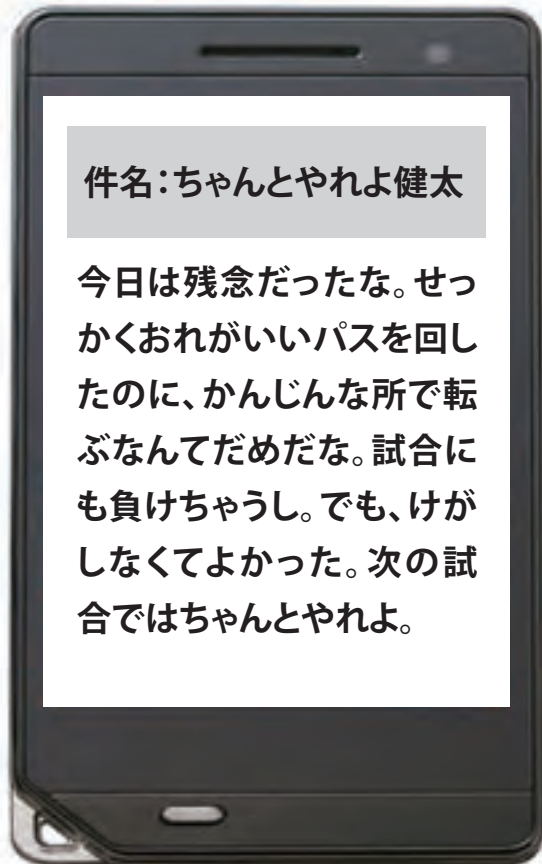 件名：ちゃんとやれよ健太
今日は残念だったな。せっ
かくおれがいいパスを回し
たのに、かんじんな所で転
ぶなんてだめだな。試合に
も負けちゃうし。でも、けが
しなくてよかった。次の試
合ではちゃんとやれよ。